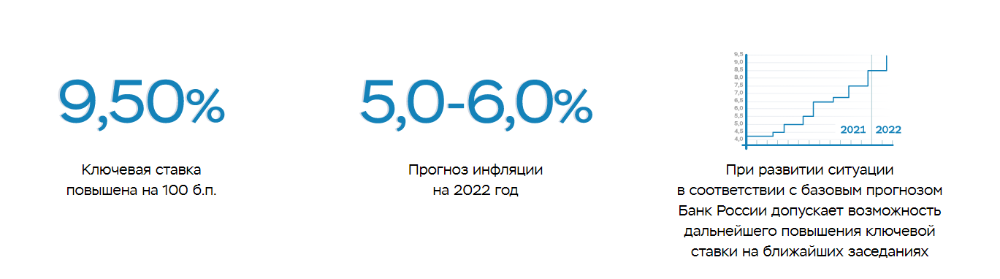 9,50%
Ключевая ставка
повышена на 100 б.п.
5,0-6,0%
Прогноз инфляции
на 2022 год
9,5
9,0
8,5
8,0
7,5
7,0
6,5
6,0
5,5
5,0
4,5
4,0
2021 2022
При развитии ситуации
в соответствии с базовым прогнозом
Банк России допускает возможность
дальнейшего повышения ключевой
ставки на ближайших заседаниях